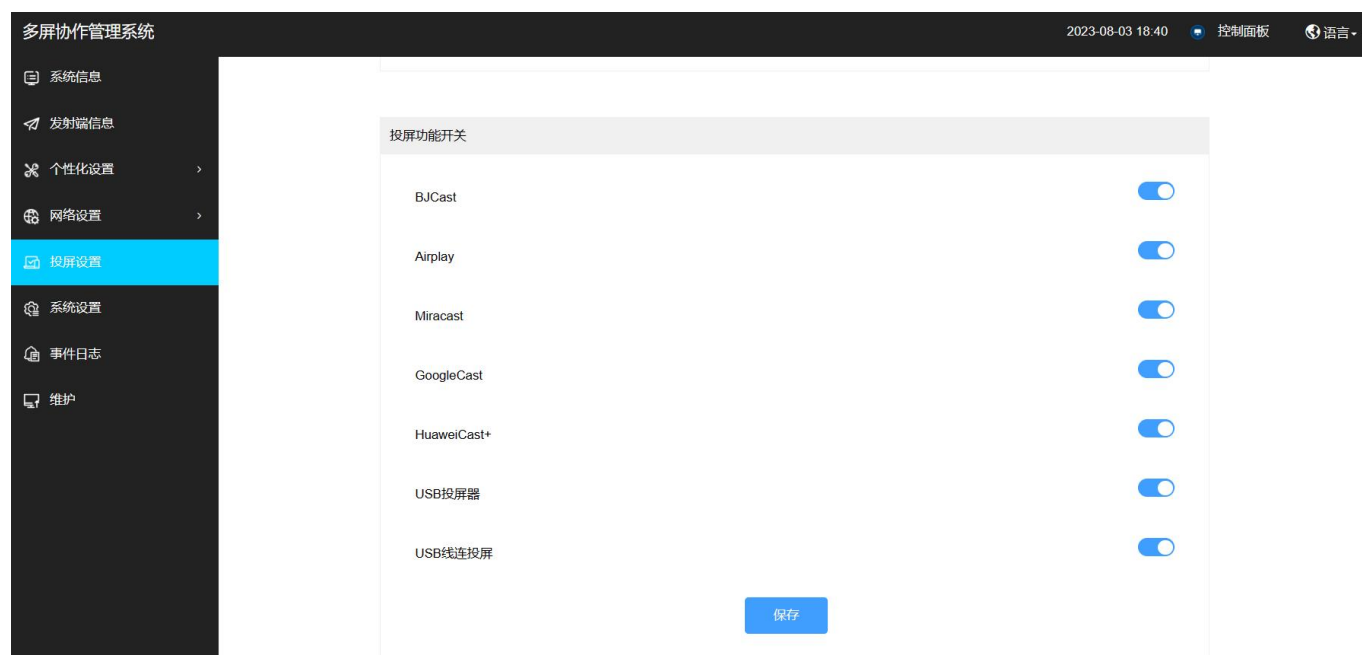 多屏协作管理系统
2023-08-03 18:40 控制面板 语言
系统信息
发射端信息
个性化设置
网络设置
投屏设置
系统设置
事件日志
维护
投屏功能开关
BJCast
Airplay
Miracast
GoogleCast
HuaweiCast+
USB投屏器
USB线连投屏
保存